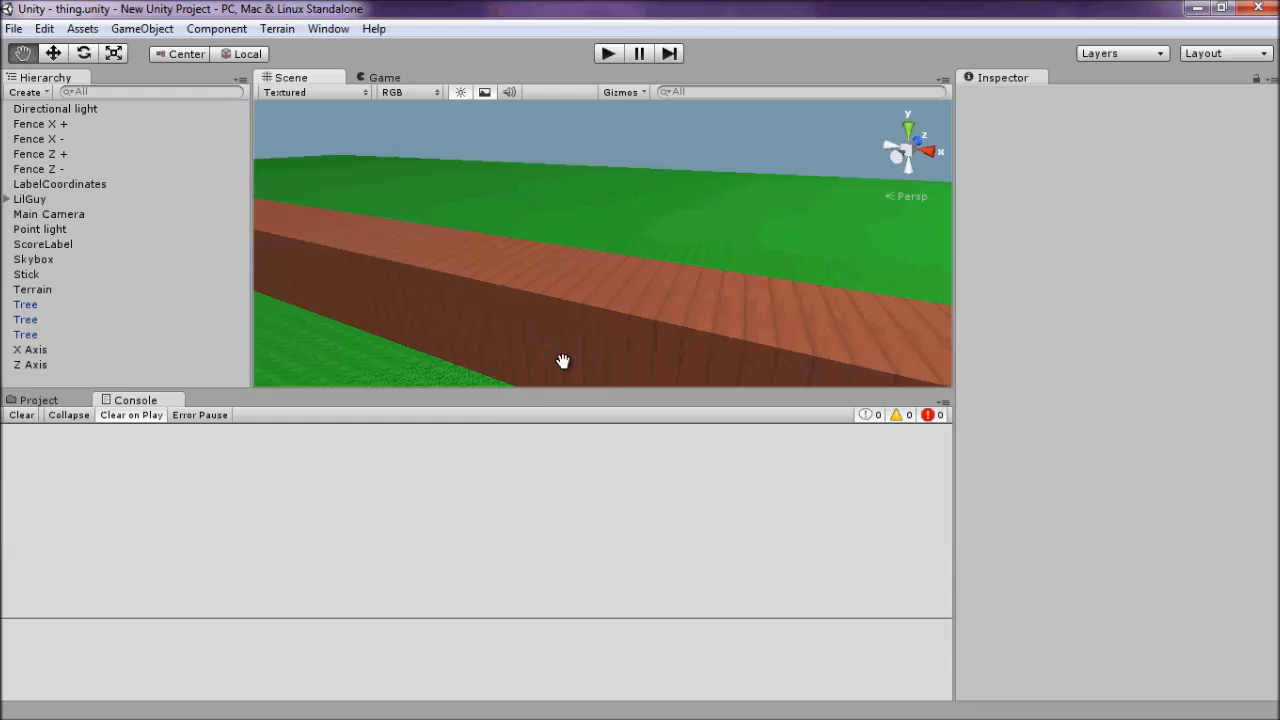 Unity - thing.unity - New Unity Project - PC, Mac & Linux Standalone
File Edit Assets GameObject Component Terrain Window Help
Center Local Layers Layout
Hierarchy Scene Game Inspector
Create All Textured RGB Gizmos All
Directional light
Fence X +
Fence X -
Fence Z +
Fence Z -
LabelCoordinates
LilGuy
Main Camera
Point light
ScoreLabel
Skybox
Stick
Terrain
Tree
Tree
Tree
X Axis
Z Axis
y
z
x
Persp
Project Console
Clear Collapse Clear on Play Error Pause 0 0 0